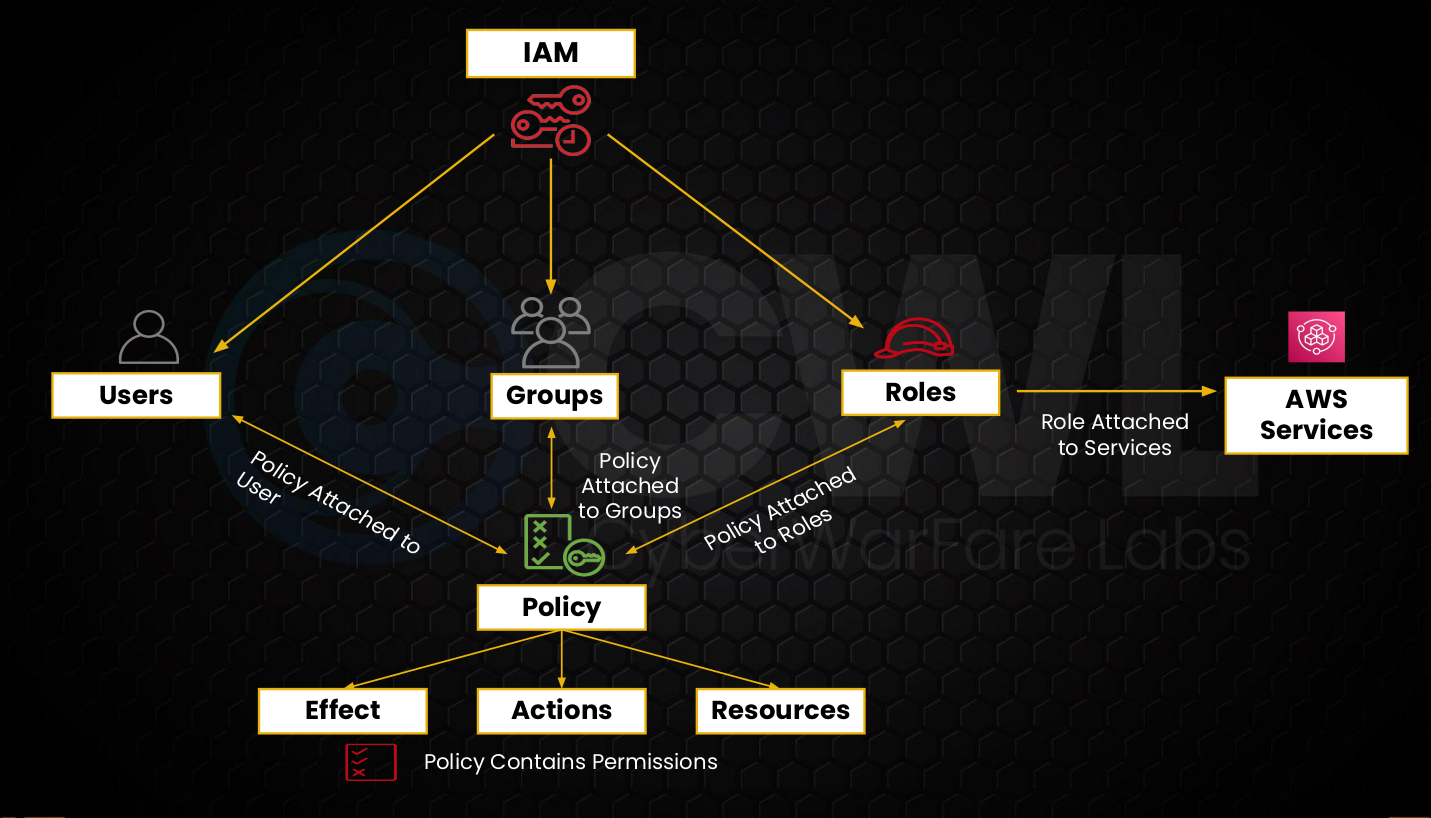 IAM
Users
Groups
Roles
AWS
Services
Role Attached
to Services
Policy Attached to
User
Policy
Attached
to Groups
Policy Attached
to Roles
CWL
CyberWarFare Labs
Policy
Effect
Actions
Resources
Policy Contains Permissions